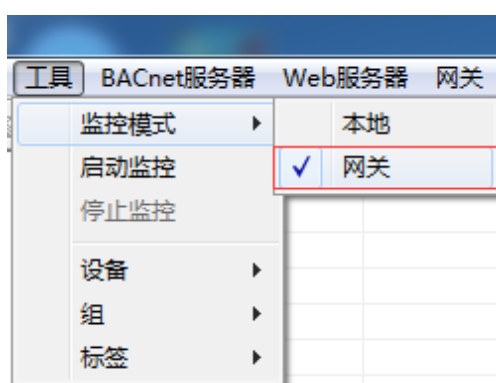 工具 BACnet服务器 Web服务器 网关
监控模式 本地
启动监控 网关
停止监控
设备
组
标签